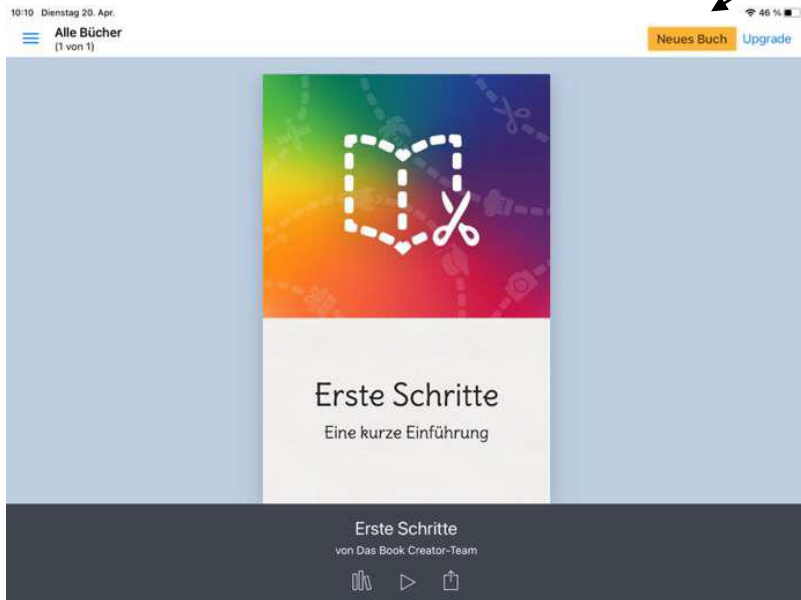 10:10 Dienstag 20. Apr. 46 %
Alle Bücher
(1 von 1)
Neues Buch Upgrade
Erste Schritte
Eine kurze Einführung
Erste Schritte
von Das Book Creator-Team